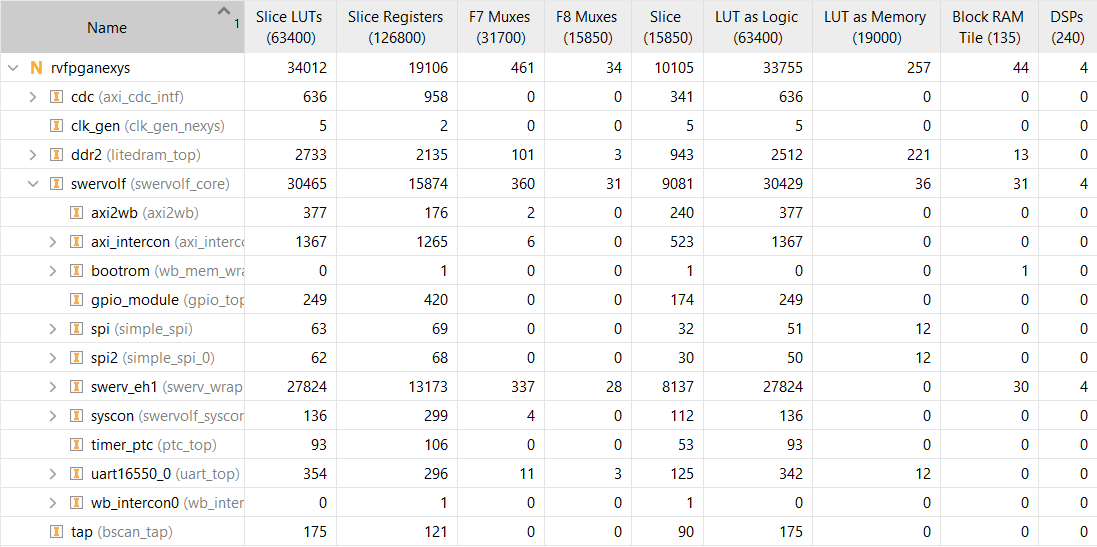 Name 1 Slice LUTs (63400) Slice Registers (126800) F7 Muxes (31700) F8 Muxes (15850) Slice (15850) LUT as Logic (63400) LUT as Memory (19000) Block RAM Tile (135) DSPs (240)
N rvfpganexys 34012 19106 461 34 10105 33755 257 44 4
cdc (axi_cdc_intf) 636 958 0 0 341 636 0 0 0
clk_gen (clk_gen_nexys) 5 2 0 0 5 5 0 0 0
ddr2 (litedram_top) 2733 2135 101 3 943 2512 221 13 0
swervolf (swervolf_core) 30465 15874 360 31 9081 30429 36 31 4
axi2wb (axi2wb) 377 176 2 0 240 377 0 0 0
axi_intercon (axi_interco 1367 1265 6 0 523 1367 0 0 0
bootrom (wb_mem_wra 0 1 0 0 1 0 0 1 0
gpio_module (gpio_top 249 420 0 0 174 249 0 0 0
spi (simple_spi) 63 69 0 0 32 51 12 0 0
spi2 (simple_spi_0) 62 68 0 0 30 50 12 0 0
swerv_eh1 (swerv_wrap 27824 13173 337 28 8137 27824 0 30 4
syscon (swervolf_syscon 136 299 4 0 112 136 0 0 0
timer_ptc (ptc_top) 93 106 0 0 53 93 0 0 0
uart16550_0 (uart_top) 354 296 11 3 125 342 12 0 0
wb_intercon0 (wb_inter 0 1 0 0 1 0 0 0 0
tap (bscan_tap) 175 121 0 0 90 175 0 0 0